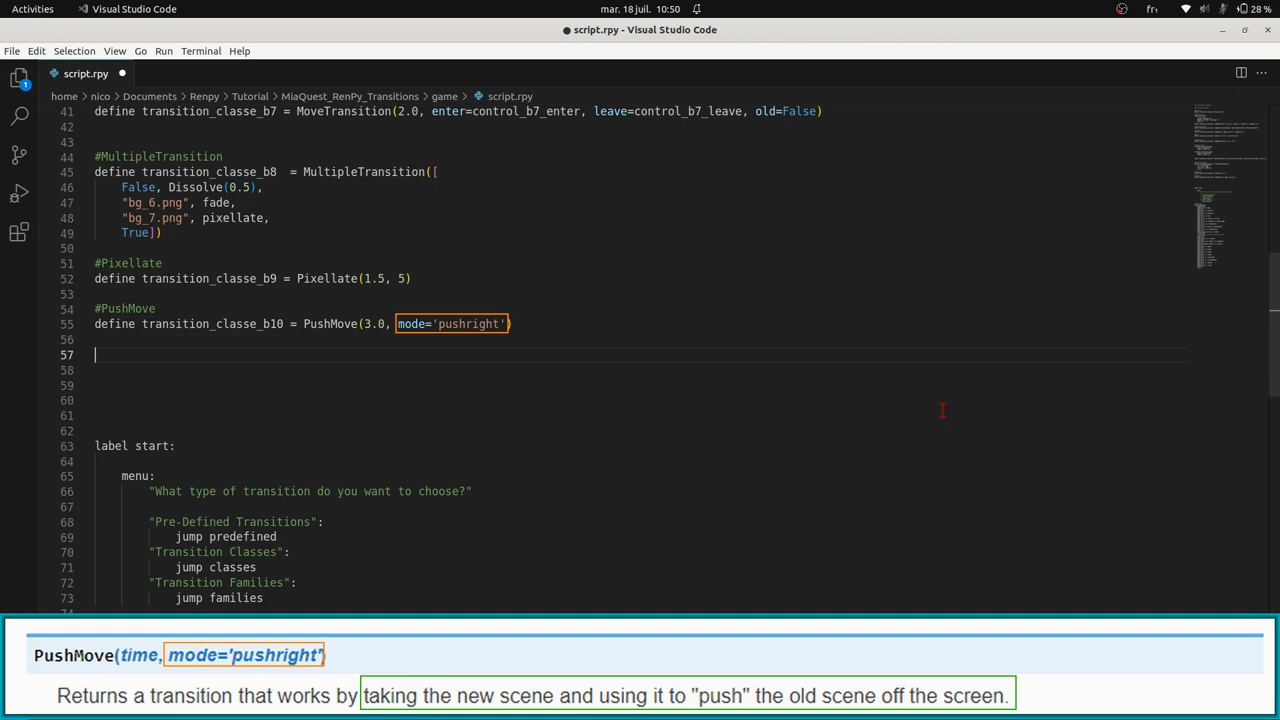 Activities Visual Studio Code mar. 18 juil. 10:50 fr₁ 28 %
script.rpy - Visual Studio Code
File Edit Selection View Go Run Terminal Help
script.rpy
home > nico > Documents > Renpy > Tutorial > MiaQuest_RenPy_Transitions > game > script.rpy
41 define transition_classe_b7 = MoveTransition(2.0, enter=control_b7_enter, leave=control_b7_leave, old=False)
42
43
44 #MultipleTransition
45 define transition_classe_b8  = MultipleTransition([
46 False, Dissolve(0.5),
47 "bg_6.png", fade,
48 "bg_7.png", pixellate,
49 True])
50
51 #Pixellate
52 define transition_classe_b9 = Pixellate(1.5, 5)
53
54 #PushMove
55 define transition_classe_b10 = PushMove(3.0, mode='pushright')
56
57
58
59
60
61
62
63 label start:
64
65 menu:
66 "What type of transition do you want to choose?"
67
68 "Pre-Defined Transitions":
69 jump predefined
70 "Transition Classes":
71 jump classes
72 "Transition Families":
73 jump families
74
1
PushMove(time, mode='pushright')
Returns a transition that works by taking the new scene and using it to "push" the old scene off the screen.